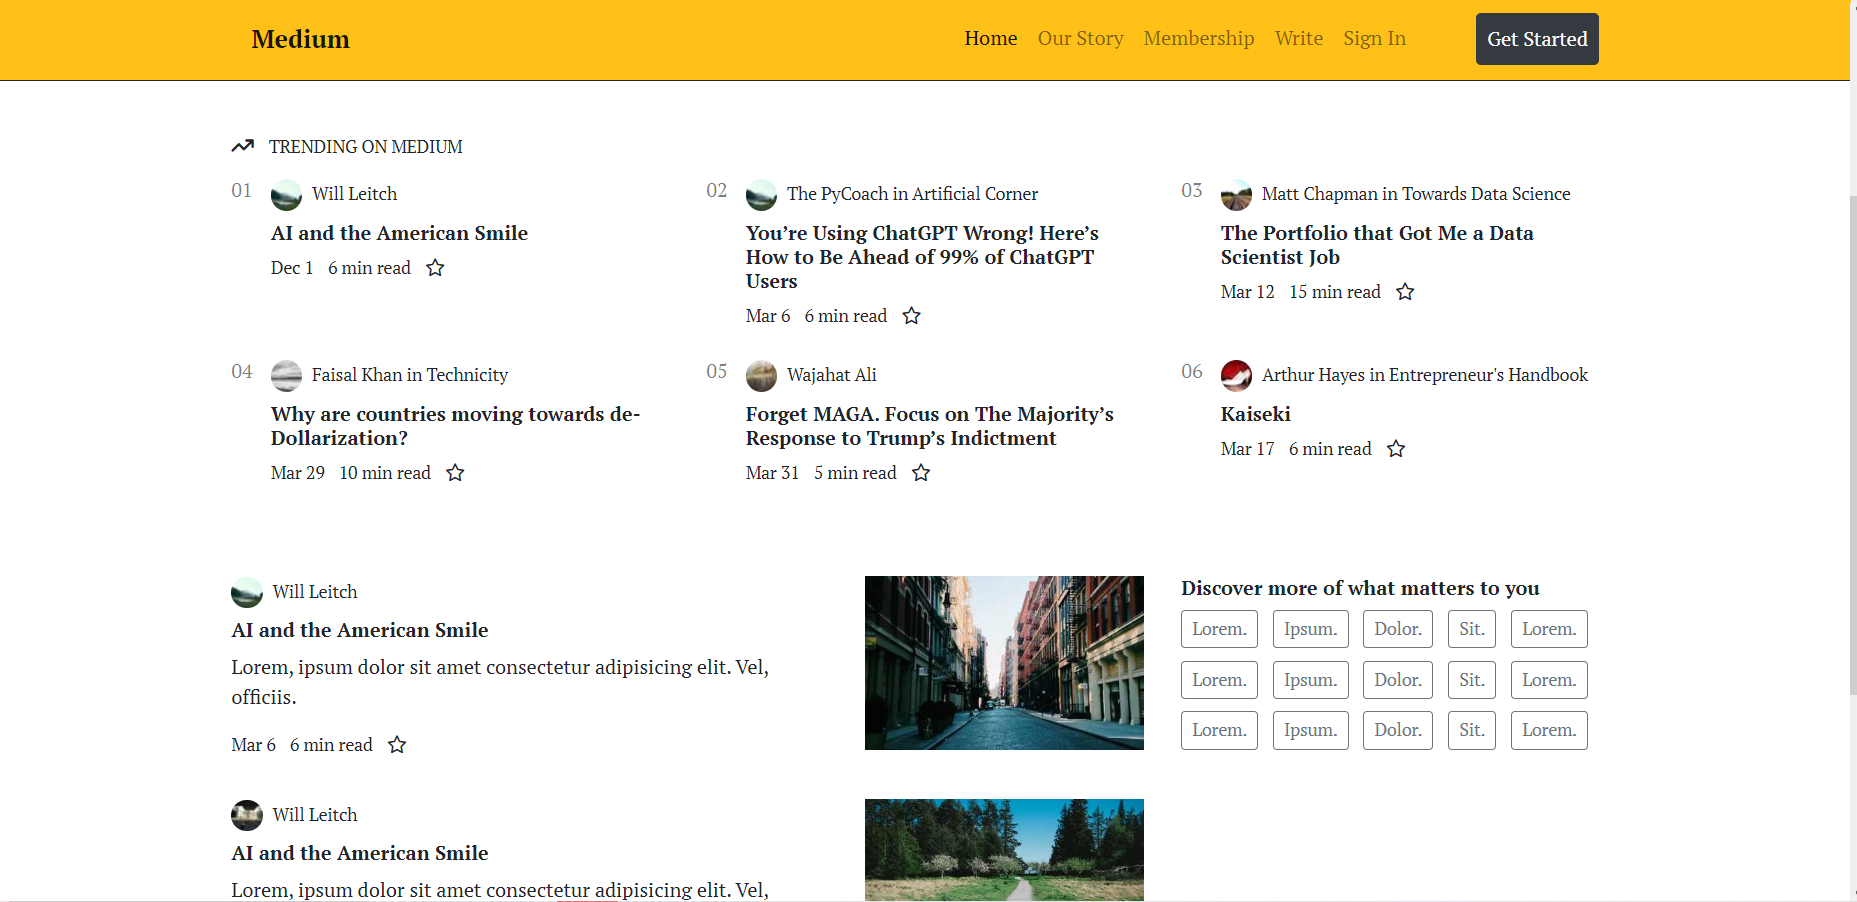 Medium
Home Our Story Membership Write Sign In Get Started
TRENDING ON MEDIUM
01 Will Leitch
AI and the American Smile
Dec 1 6 min read
02 The PyCoach in Artificial Corner
You’re Using ChatGPT Wrong! Here’s
How to Be Ahead of 99% of ChatGPT
Users
Mar 6 6 min read
03 Matt Chapman in Towards Data Science
The Portfolio that Got Me a Data
Scientist Job
Mar 12 15 min read
04 Faisal Khan in Technicity
Why are countries moving towards de-
Dollarization?
Mar 29 10 min read
05 Wajahat Ali
Forget MAGA. Focus on The Majority’s
Response to Trump’s Indictment
Mar 31 5 min read
06 Arthur Hayes in Entrepreneur's Handbook
Kaiseki
Mar 17 6 min read
Will Leitch
AI and the American Smile
Lorem, ipsum dolor sit amet consectetur adipisicing elit. Vel,
officiis.
Mar 6 6 min read
Discover more of what matters to you
Lorem. Ipsum. Dolor. Sit. Lorem.
Lorem. Ipsum. Dolor. Sit. Lorem.
Lorem. Ipsum. Dolor. Sit. Lorem.
Will Leitch
AI and the American Smile
Lorem, ipsum dolor sit amet consectetur adipisicing elit. Vel,